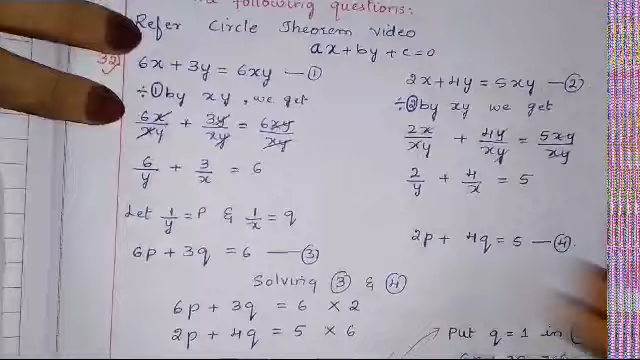 following questions:
Refer Circle Theorem video
ax + by + c = 0
32)
6x + 3y = 6xy — ①
÷ ① by xy, we get
6x/xy + 3y/xy = 6xy/xy
6/y + 3/x = 6
Let 1/y = P & 1/x = q
6p + 3q = 6 — ③
2x + 4y = 5xy — ②
÷ ② by xy we get
2x/xy + 4y/xy = 5xy/xy
2/y + 4/x = 5
2p + 4q = 5 — ④
Solving ③ & ④
6p + 3q = 6 × 2
2p + 4q = 5 × 6
Put q = 1 in